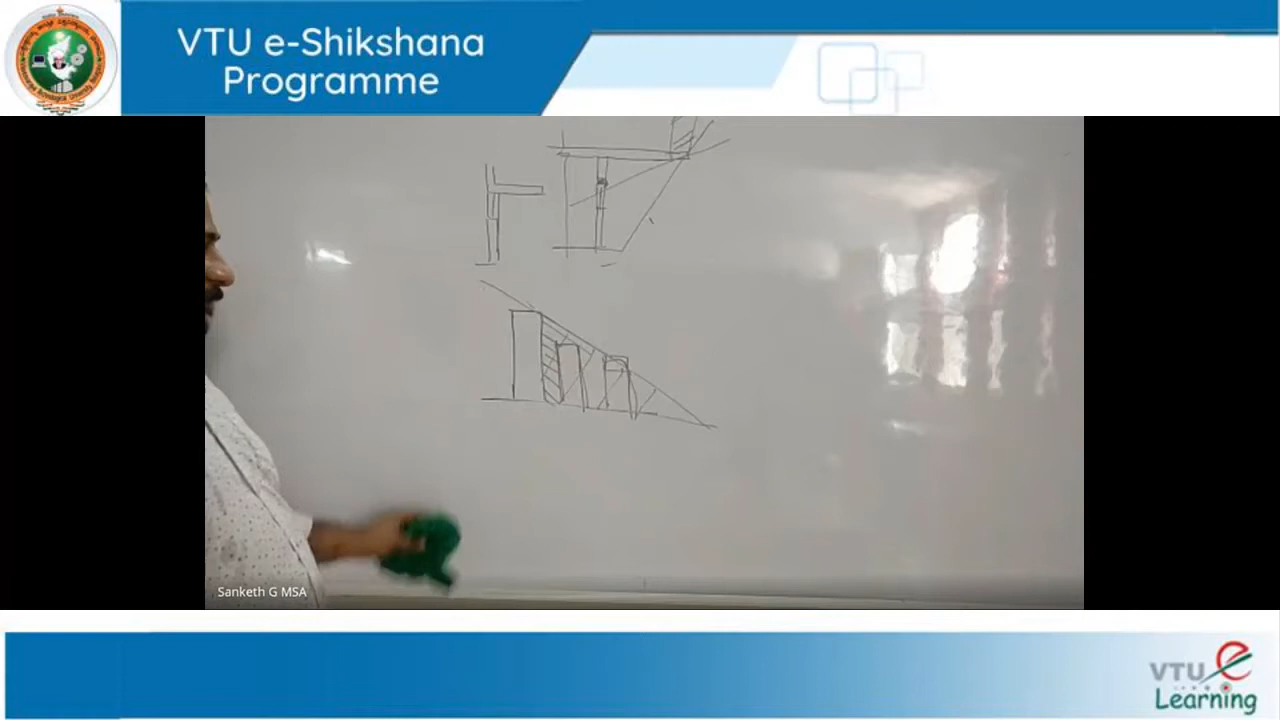 VTU e-Shikshana
Programme
Sanketh G MSA
VTU
Learning